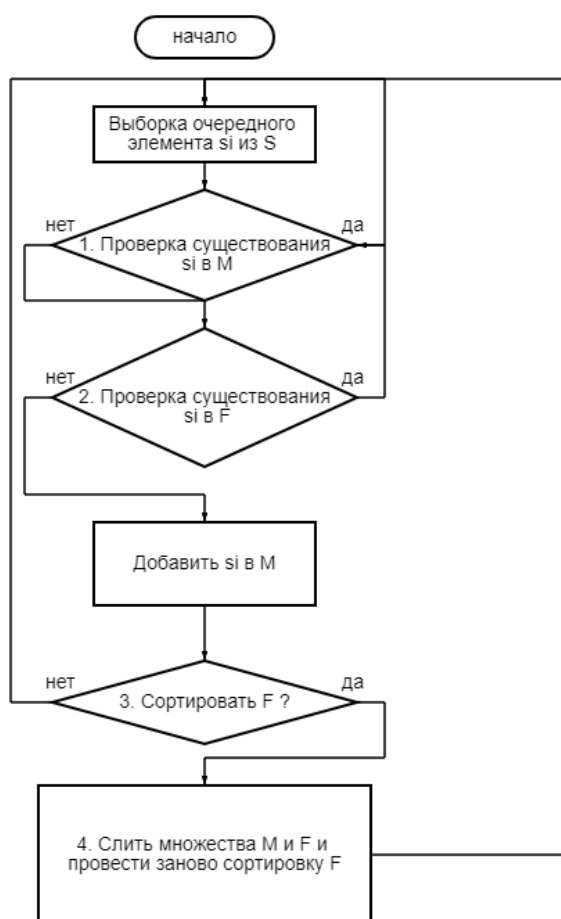 начало
Выборка очередного
элемента si из S
нет
да
1. Проверка существования
si в M
нет
да
2. Проверка существования
si в F
Добавить si в M
нет
да
3. Сортировать F ?
4. Слить множества M и F и
провести заново сортировку F